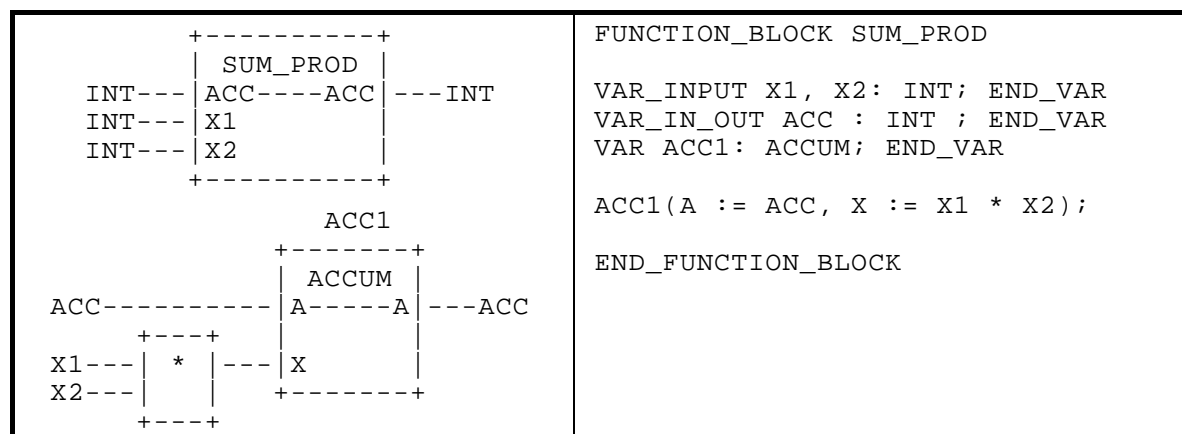 +----------+
| SUM_PROD |
INT---|ACC----ACC|---INT
INT---|X1        |
INT---|X2        |
+----------+
ACC1
+-------+
| ACCUM |
ACC----------|A-----A|---ACC
+---+   |       |
X1---| * |---|X      |
X2---|   |   +-------+
+---+
FUNCTION_BLOCK SUM_PROD
VAR_INPUT X1, X2: INT; END_VAR
VAR_IN_OUT ACC : INT ; END_VAR
VAR ACC1: ACCUM; END_VAR
ACC1(A := ACC, X := X1 * X2);
END_FUNCTION_BLOCK